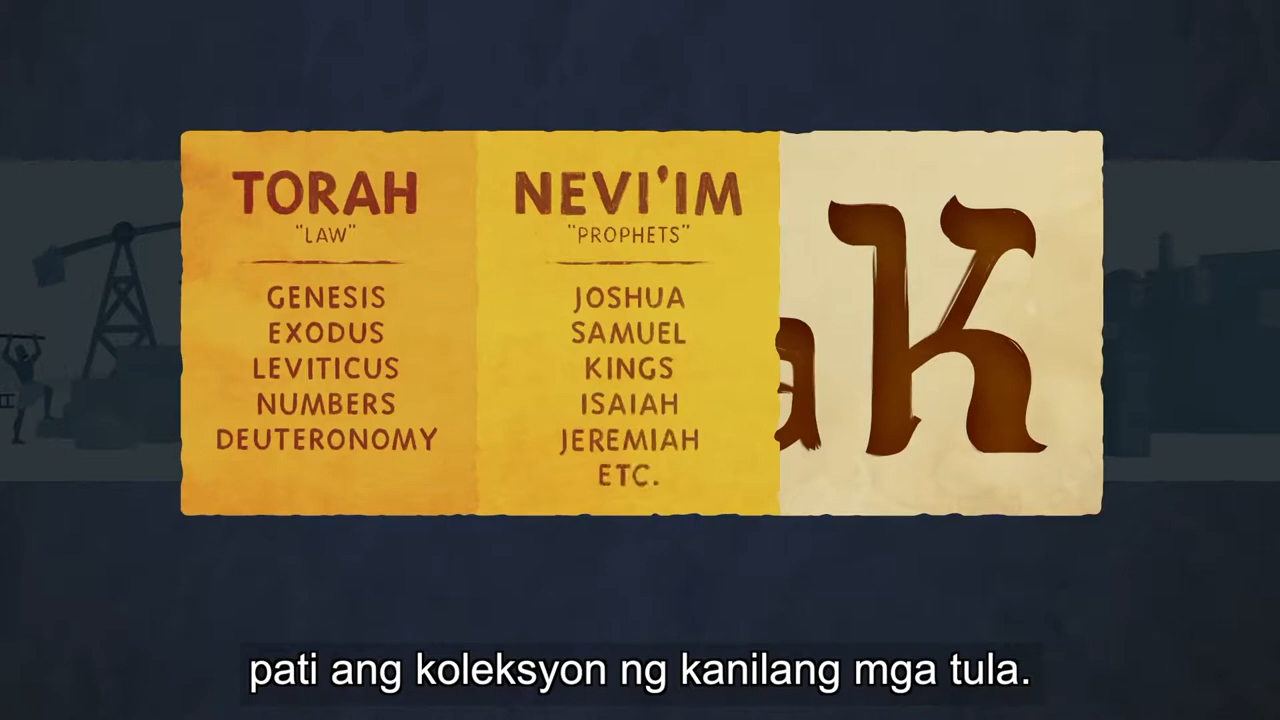 TORAH
"LAW"
GENESIS
EXODUS
LEVITICUS
NUMBERS
DEUTERONOMY
NEVI'IM
"PROPHETS"
JOSHUA
SAMUEL
KINGS
ISAIAH
JEREMIAH
ETC.
aK
pati ang koleksyon ng kanilang mga tula.